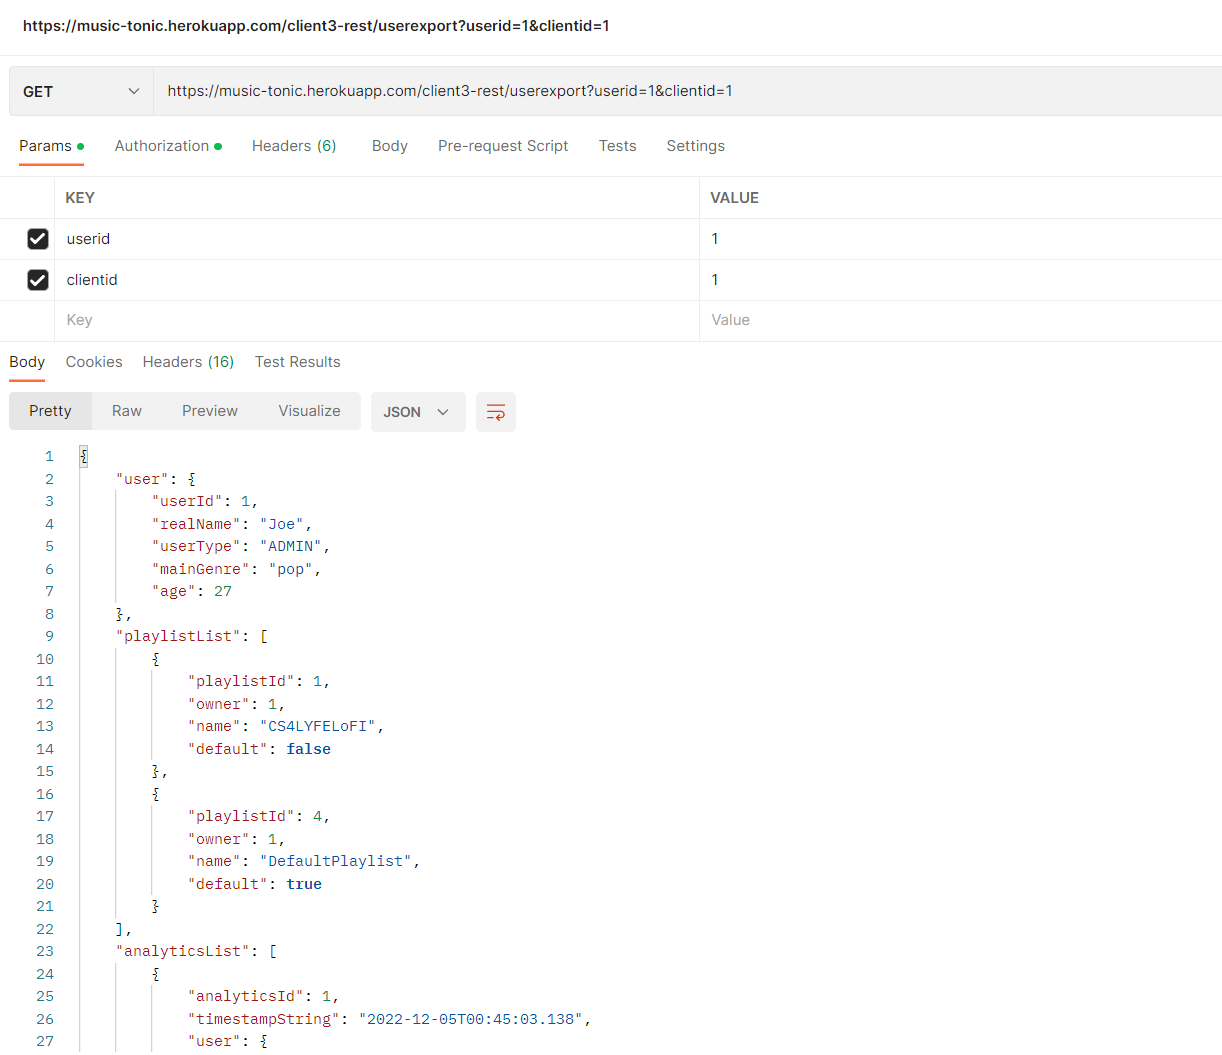 https://music-tonic.herokuapp.com/client3-rest/userexport?userid=1&clientid=1
GET https://music-tonic.herokuapp.com/client3-rest/userexport?userid=1&clientid=1
Params Authorization Headers (6) Body Pre-request Script Tests Settings
KEY VALUE
userid 1
clientid 1
Key Value
Body Cookies Headers (16) Test Results
Pretty Raw Preview Visualize JSON
1 {
2 "user": {
3 "userId": 1,
4 "realName": "Joe",
5 "userType": "ADMIN",
6 "mainGenre": "pop",
7 "age": 27
8 },
9 "playlistList": [
10 {
11 "playlistId": 1,
12 "owner": 1,
13 "name": "CS4LYFELoFI",
14 "default": false
15 },
16 {
17 "playlistId": 4,
18 "owner": 1,
19 "name": "DefaultPlaylist",
20 "default": true
21 }
22 ],
23 "analyticsList": [
24 {
25 "analyticsId": 1,
26 "timestampString": "2022-12-05T00:45:03.138",
27 "user": {